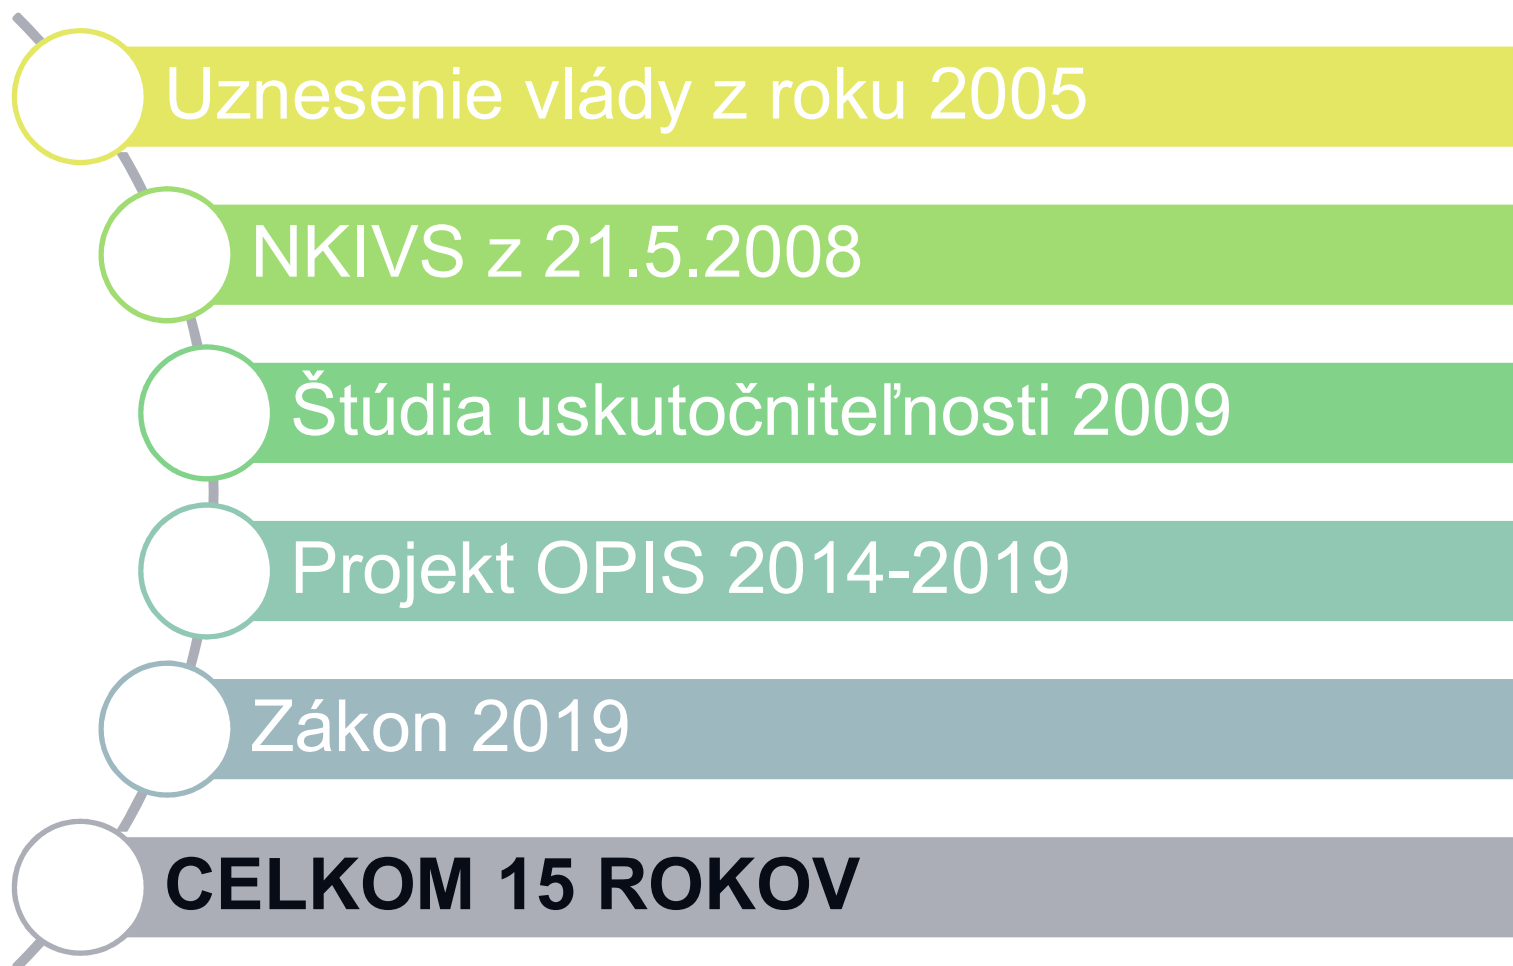 Uznesenie vlády z roku 2005
NKIVS z 21.5.2008
Štúdia uskutočniteľnosti 2009
Projekt OPIS 2014-2019
Zákon 2019
CELKOM 15 ROKOV